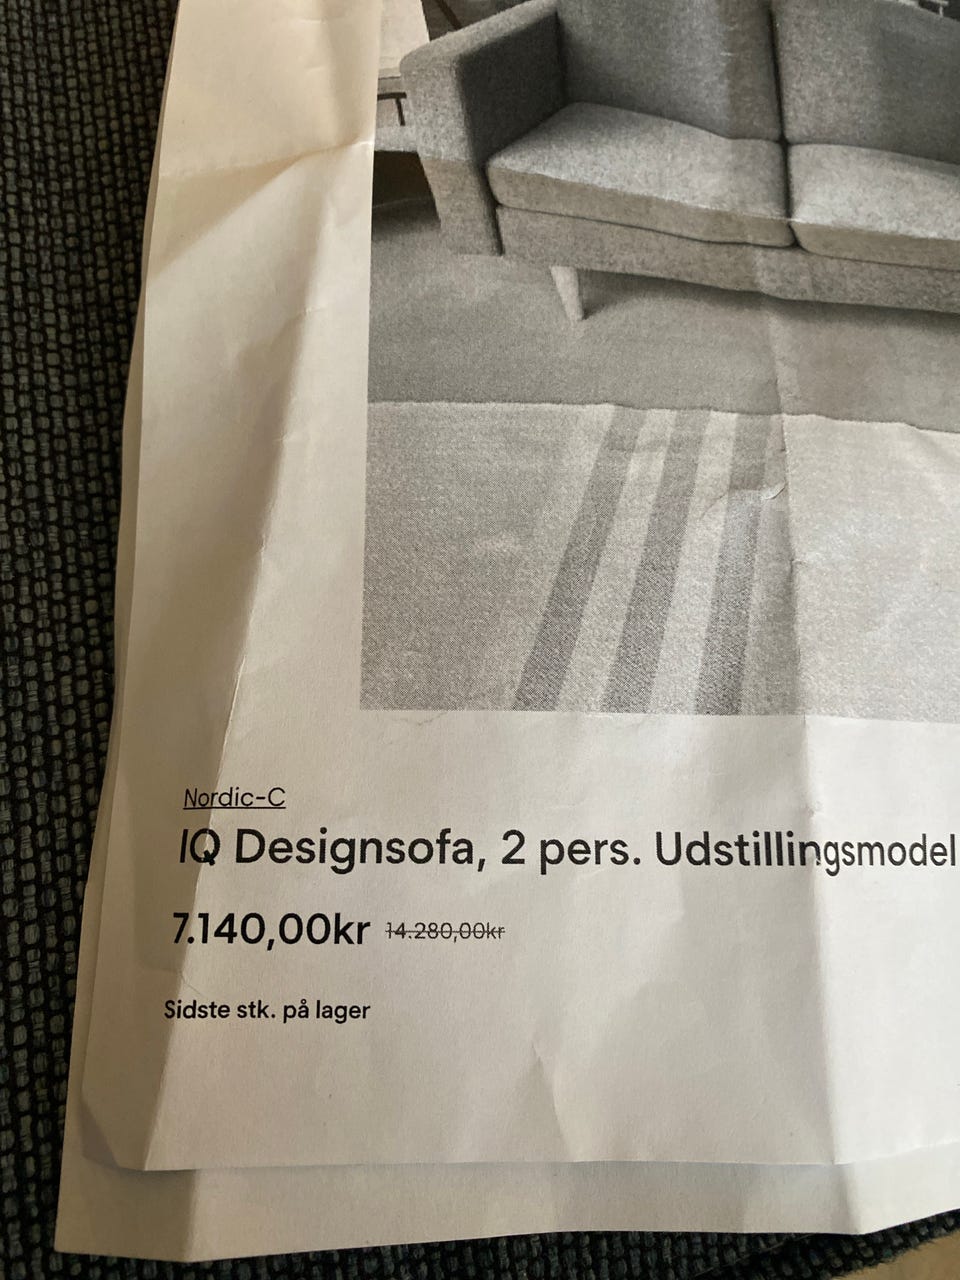 Nordic-C
IQ Designsofa, 2 pers. Udstillingsmodel
7.140,00kr 14.280,00kr
Sidste stk. på lager